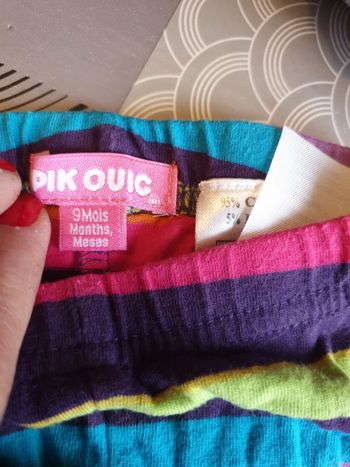 PIK OUIC
9 Mois
Months,
Meses
95% C
5%